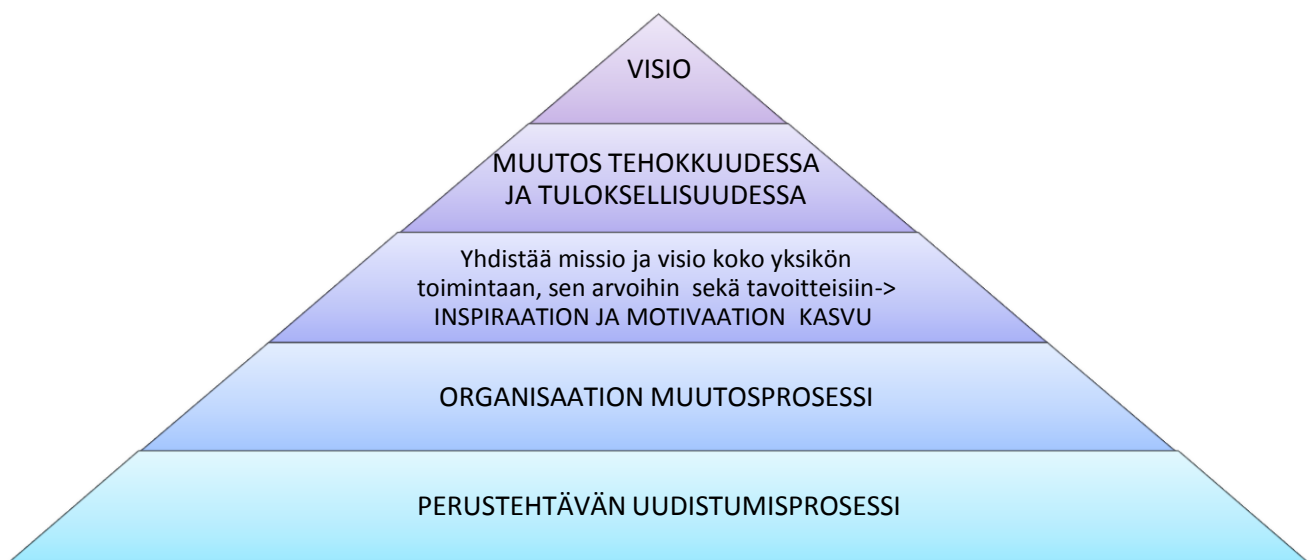 VISIO
MUUTOS TEHOKKUUDESSA
JA TULOKSELLISUUDESSA
Yhdistää missio ja visio koko yksikön
toimintaan, sen arvoihin sekä tavoitteisiin->
INSPIRAATION JA MOTIVAATION KASVU
ORGANISAATION MUUTOSPROSESSI
PERUSTEHTÄVÄN UUDISTUMISPROSESSI